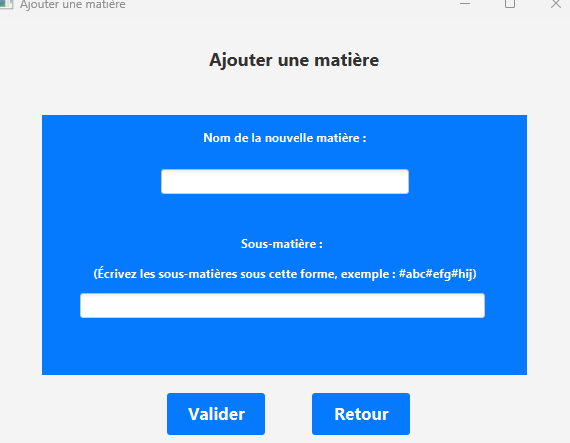 Ajouter une matière
Ajouter une matière
Nom de la nouvelle matière :
Sous-matière :
(Écrivez les sous-matières sous cette forme, exemple : #abc#efg#hij)
Valider
Retour